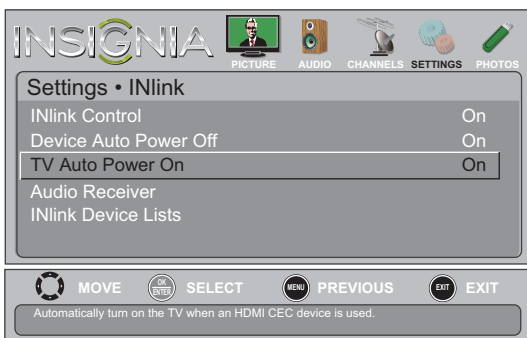 INSIGNIA
PICTURE AUDIO CHANNELS SETTINGS PHOTOS
Settings • INlink
INlink Control On
Device Auto Power Off On
TV Auto Power On On
Audio Receiver
INlink Device Lists
MOVE OK ENTER SELECT MENU PREVIOUS EXIT EXIT
Automatically turn on the TV when an HDMI CEC device is used.